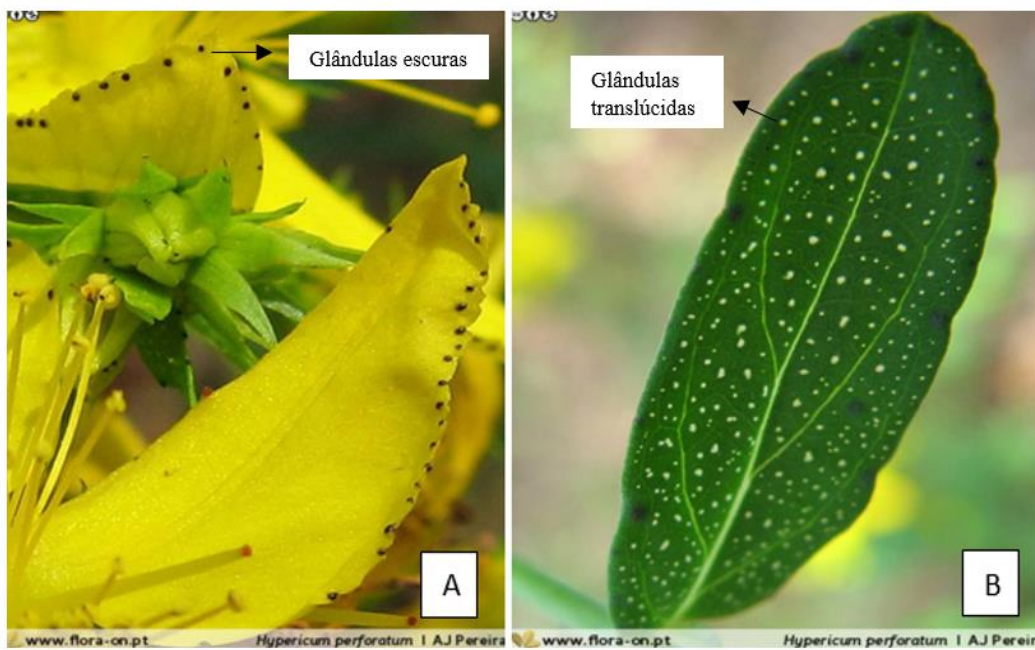 Glândulas escuras
Glândulas
translúcidas
A
B
www.flora-on.pt
Hypericum perforatum I AJ Pereira
www.flora-on.pt
Hypericum perforatum I AJ Pereir